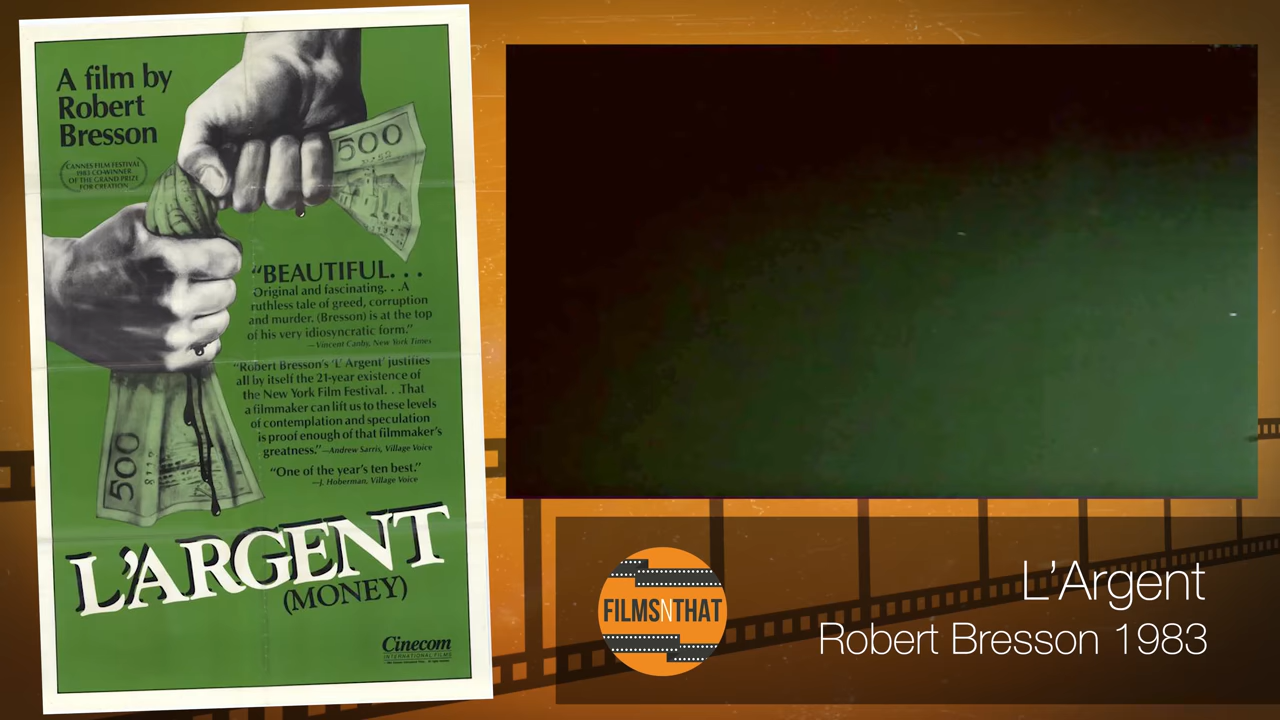 A film by
Robert
Bresson
CANNES FILM FESTIVAL
1983 CO-WINNER
OF THE GRAND PRIZE
FOR CREATION
500
"BEAUTIFUL. . .
Original and fascinating. . .A
ruthless tale of greed, corruption
and murder. (Bresson) is at the top
of his very idiosyncratic form."
—Vincent Canby, New York Times
"Robert Bresson's 'L' Argent' justifies
all by itself the 21-year existence of
the New York Film Festival. . .That
a filmmaker can lift us to these levels
of contemplation and speculation
is proof enough of that filmmaker's
greatness."—Andrew Sarris, Village Voice
"One of the year's ten best."
—J. Hoberman, Village Voice
500
L'ARGENT
(MONEY)
Cinecom
INTERNATIONAL FILMS
FILMSNTHAT
L'Argent
Robert Bresson 1983